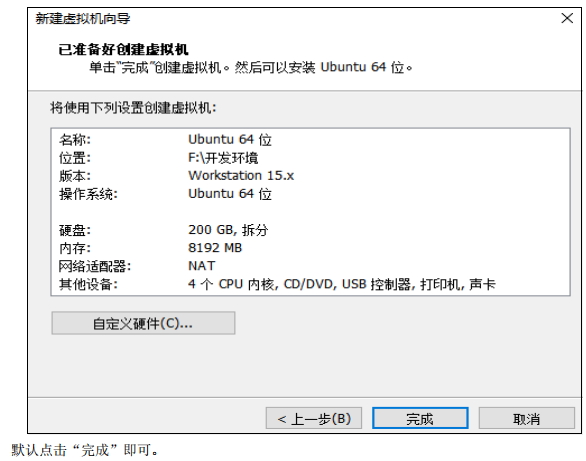 新建虚拟机向导
已准备好创建虚拟机
单击“完成”创建虚拟机。然后可以安装 Ubuntu 64 位。
将使用下列设置创建虚拟机:
名称: Ubuntu 64 位
位置: F:\开发环境
版本: Workstation 15.x
操作系统: Ubuntu 64 位
硬盘: 200 GB, 拆分
内存: 8192 MB
网络适配器: NAT
其他设备: 4 个 CPU 内核, CD/DVD, USB 控制器, 打印机, 声卡
自定义硬件(C)...
< 上一步(B) 完成 取消
默认点击“完成”即可。